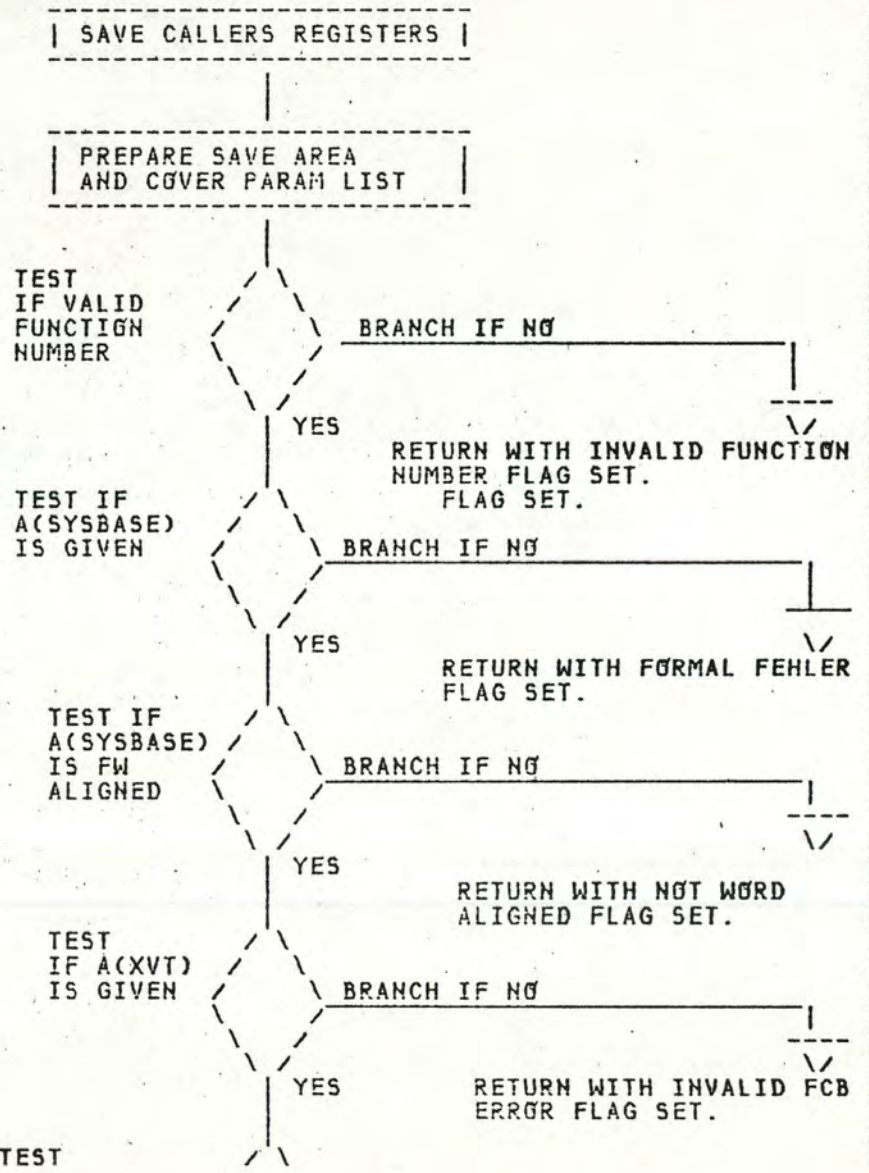 SAVE CALLERS REGISTERS
PREPARE SAVE AREA
AND COVER PARAM LIST
TEST
IF VALID
FUNCTION
NUMBER
BRANCH IF NO
YES
RETURN WITH INVALID FUNCTION
NUMBER FLAG SET.
FLAG SET.
TEST IF
A(SYSBASE)
IS GIVEN
BRANCH IF NO
YES
RETURN WITH FORMAL FEHLER
FLAG SET.
TEST IF
A(SYSBASE)
IS FW
ALIGNED
BRANCH IF NO
YES
RETURN WITH NOT WORD
ALIGNED FLAG SET.
TEST
IF A(XVT)
IS GIVEN
BRANCH IF NO
YES
RETURN WITH INVALID FCB
ERROR FLAG SET.
TEST